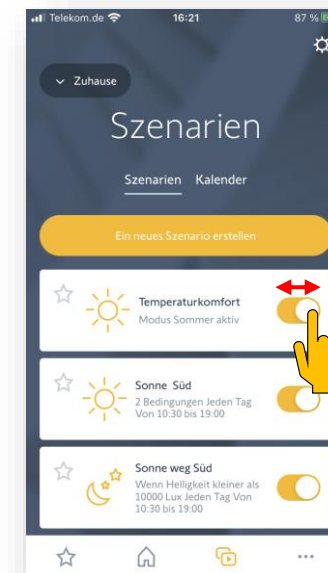 Telekom.de 16:21 87 %
Zuhause
Szenarien
Szenarien Kalender
Ein neues Szenario erstellen
Temperaturkomfort
Modus Sommer aktiv
Sonne Süd
2 Bedingungen Jeden Tag
Von 10:30 bis 19:00
Sonne weg Süd
Wenn Helligkeit kleiner als
10000 Lux Jeden Tag Von
10:30 bis 19:00